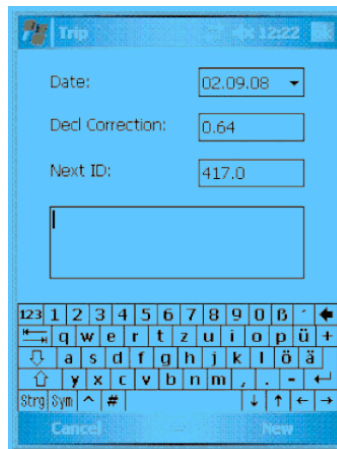 Trip 12:22 ok
Date: 02.09.08
Decl Correction: 0.64
Next ID: 417.0
123 1 2 3 4 5 6 7 8 9 0 ß ´
q w e r t z u i o p ü +
a s d f g h j k l ö ä
y x c v b n m , . -
Strg Sym ^ #
Cancel New